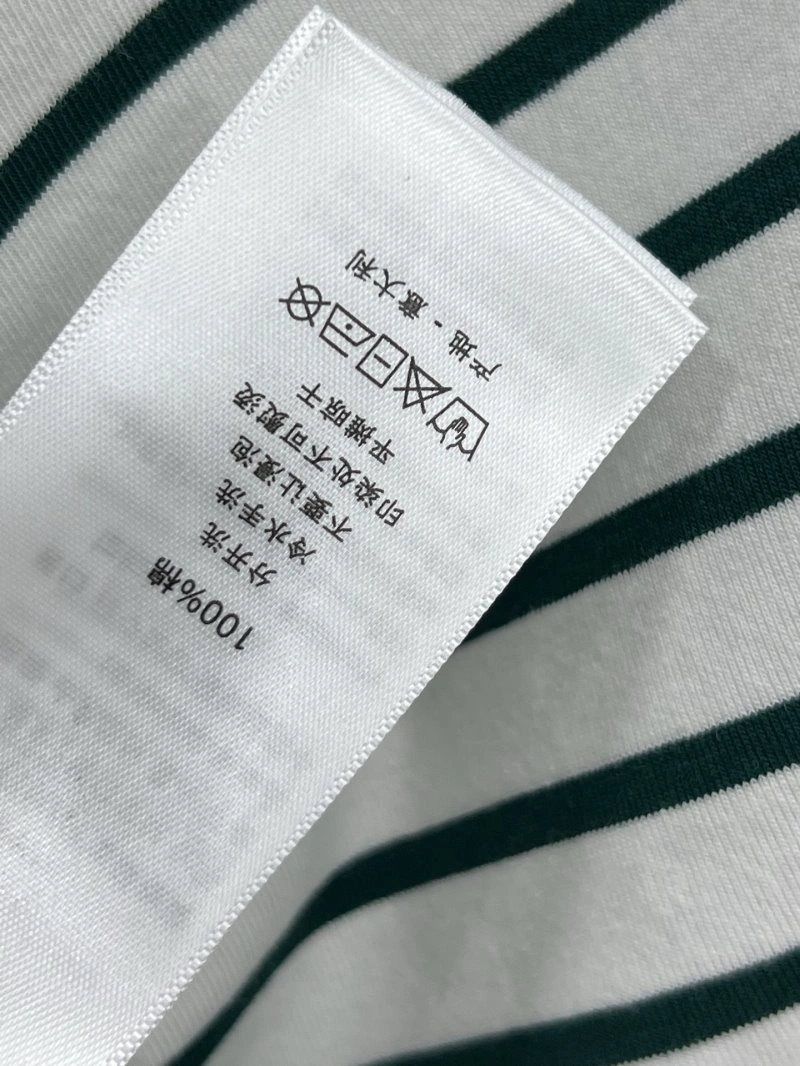 100%棉
分开洗
冷水手洗
不要让浸泡
印染处不可熨烫
平摊晾干
产地 - 意大利